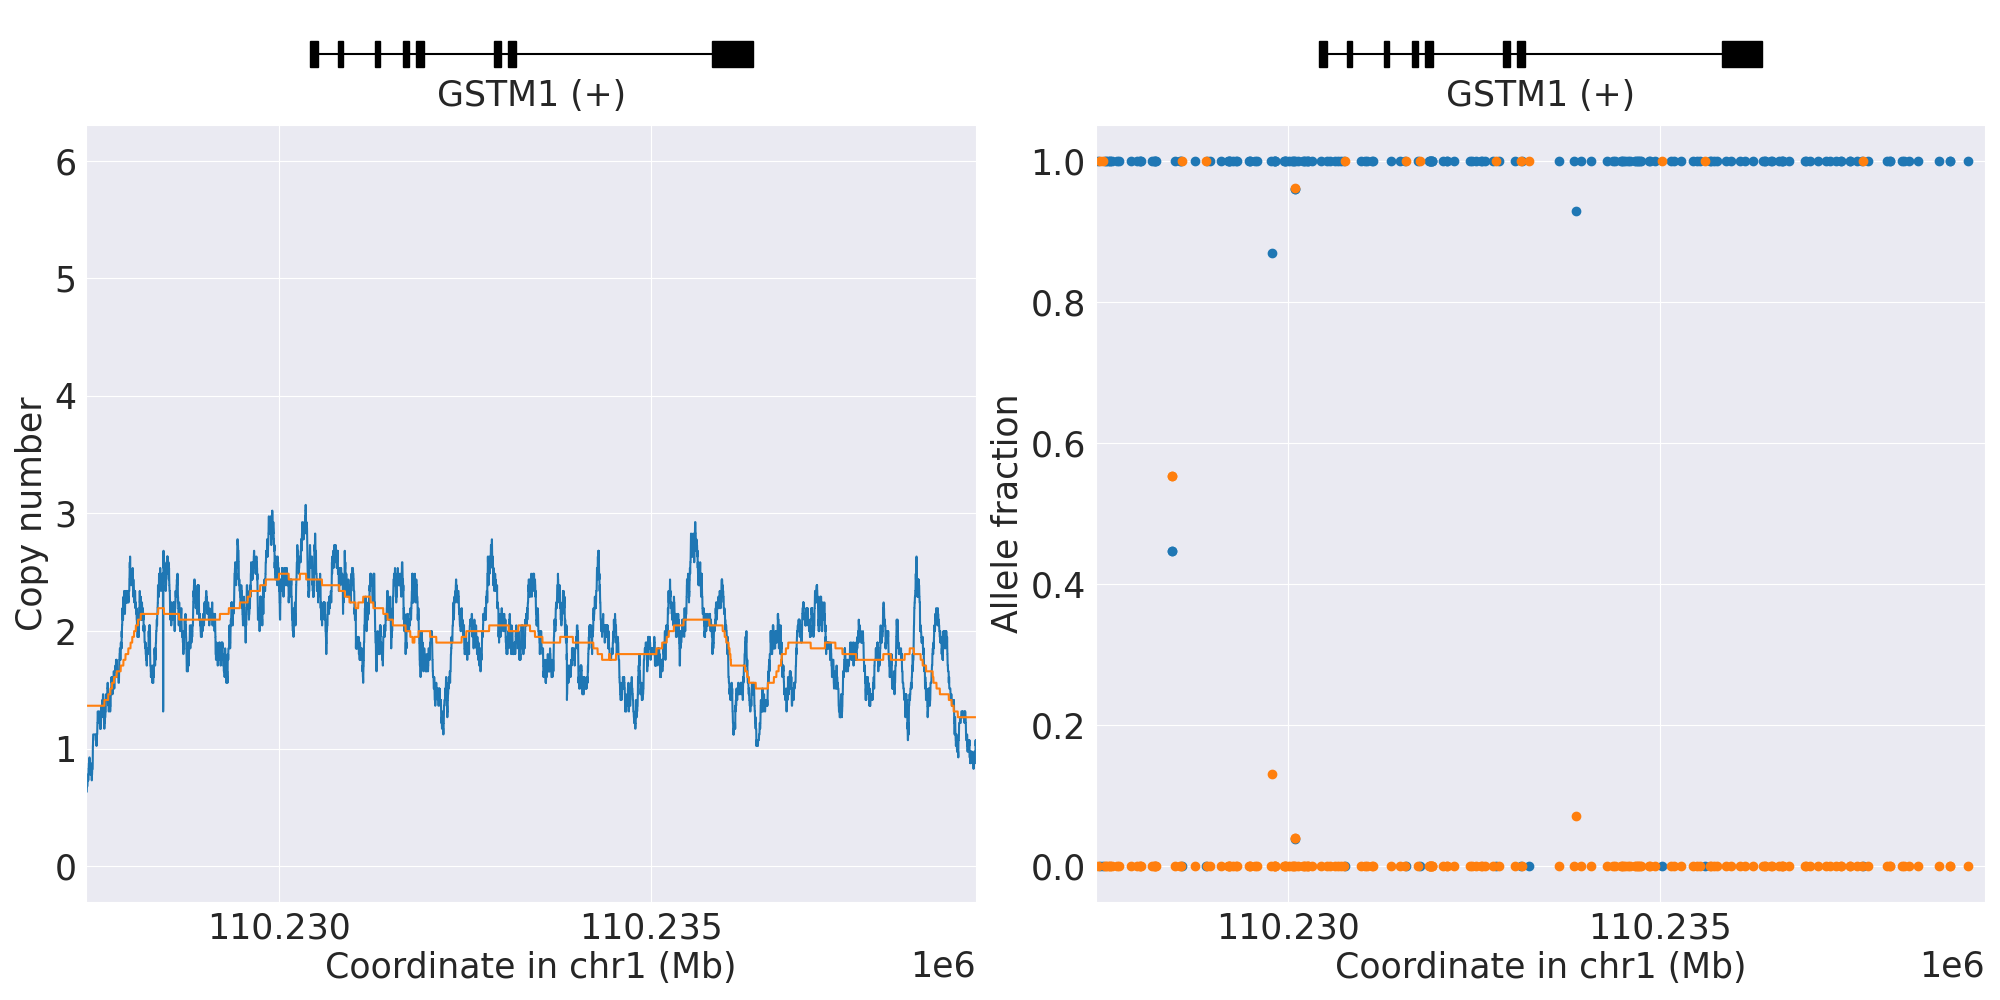 GSTM1 (+)
GSTM1 (+)
Copy number
6
5
4
3
2
1
0
110.230
110.235
Coordinate in chr1 (Mb)
1e6
Allele fraction
1.0
0.8
0.6
0.4
0.2
0.0
110.230
110.235
Coordinate in chr1 (Mb)
1e6